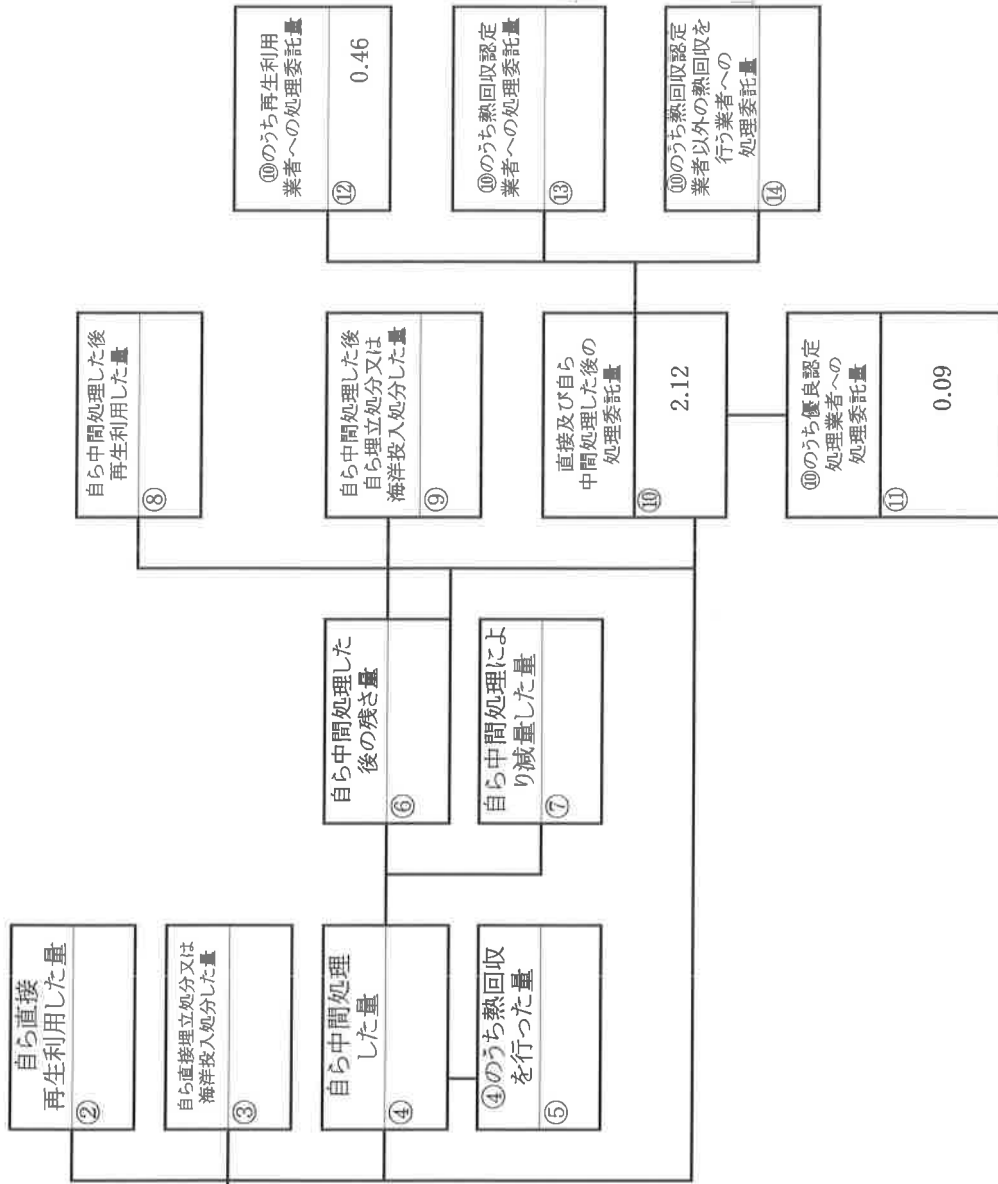 自ら直接
再生利用した量
②
自ら直接埋立処分又は
海洋投入処分した量
③
自ら中間処理
した量
④
④のうち熱回収
を行った量
⑤
自ら中間処理した
後の残さ量
⑥
自ら中間処理によ
り減量した量
⑦
自ら中間処理した後
再生利用した量
⑧
自ら中間処理した後
自ら埋立処分又は
海洋投入処分した量
⑨
直接及び自ら
中間処理した後の
処理委託量
⑩
2.12
⑩のうち優良認定
処理業者への
処理委託量
⑪
0.09
⑩のうち再生利用
業者への処理委託量
⑫
0.46
⑩のうち熱回収認定
業者への処理委託量
⑬
⑩のうち熱回収認定
業者以外の熱回収を
行う業者への
処理委託量
⑭